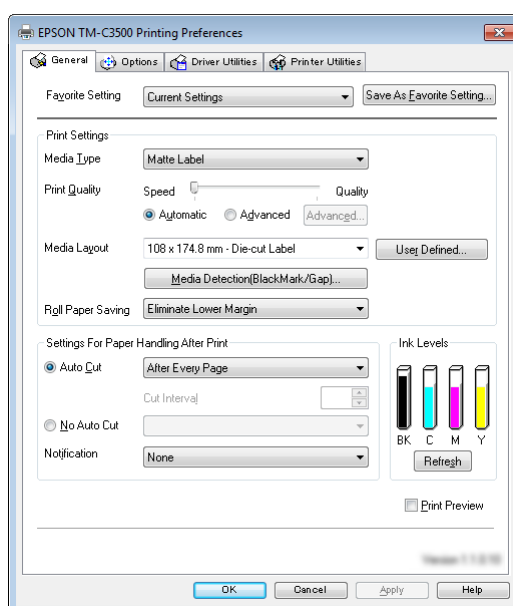 EPSON TM-C3500 Printing Preferences
General Options Driver Utilities Printer Utilities
Favorite Setting Current Settings Save As Favorite Setting...
Print Settings
Media Type Matte Label
Print Quality Speed Quality
Automatic Advanced Advanced...
Media Layout 108 x 174.8 mm - Die-cut Label User Defined...
Media Detection(BlackMark/Gap)...
Roll Paper Saving Eliminate Lower Margin
Settings For Paper Handling After Print Ink Levels
Auto Cut After Every Page
Cut Interval
No Auto Cut
BK C M Y
Notification None Refresh
Print Preview
OK Cancel Apply Help